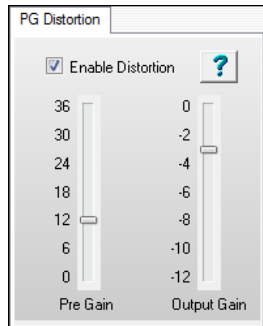 PG Distortion
Enable Distortion ?
36 0
30 -2
24 -4
18 -6
12 -8
6 -10
0 -12
Pre Gain Output Gain